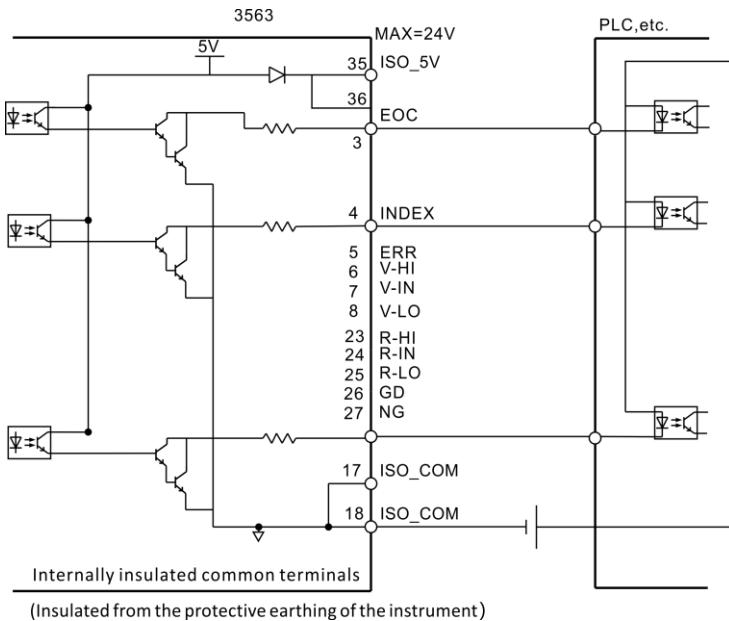 3563
MAX=24V
PLC,etc.
5V
35 ISO_5V
36
EOC
3
4 INDEX
5 ERR
6 V-HI
7 V-IN
8 V-LO
23 R-HI
24 R-IN
25 R-LO
26 GD
27 NG
17 ISO_COM
18 ISO_COM
Internally insulated common terminals
(Insulated from the protective earthing of the instrument)